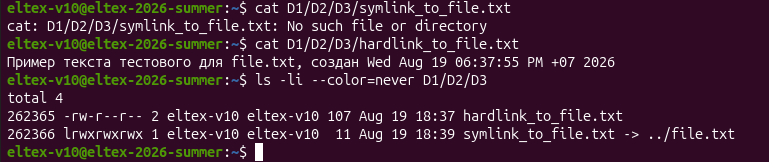 eltex-v10@eltex-2026-summer:~$ cat D1/D2/D3/symlink_to_file.txt
cat: D1/D2/D3/symlink_to_file.txt: No such file or directory
eltex-v10@eltex-2026-summer:~$ cat D1/D2/D3/hardlink_to_file.txt
Пример текста тестового для file.txt, создан Wed Aug 19 06:37:55 PM +07 2026
eltex-v10@eltex-2026-summer:~$ ls -li --color=never D1/D2/D3
total 4
262365 -rw-r--r-- 2 eltex-v10 eltex-v10 107 Aug 19 18:37 hardlink_to_file.txt
262366 lrwxrwxrwx 1 eltex-v10 eltex-v10  11 Aug 19 18:39 symlink_to_file.txt -> ../file.txt
eltex-v10@eltex-2026-summer:~$